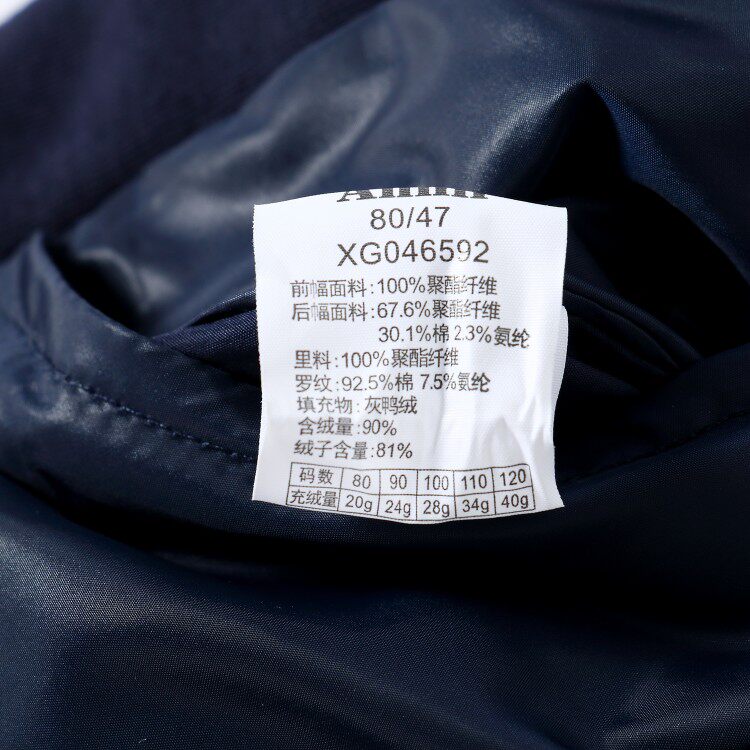 80/47
XG046592
前幅面料:100%聚酯纤维
后幅面料:67.6%聚酯纤维
30.1%棉 2.3%氨纶
里料:100%聚酯纤维
罗纹:92.5%棉 7.5%氨纶
填充物:灰鸭绒
含绒量:90%
绒子含量:81%
码数 80 90 100 110 120
充绒量 20g 24g 28g 34g 40g